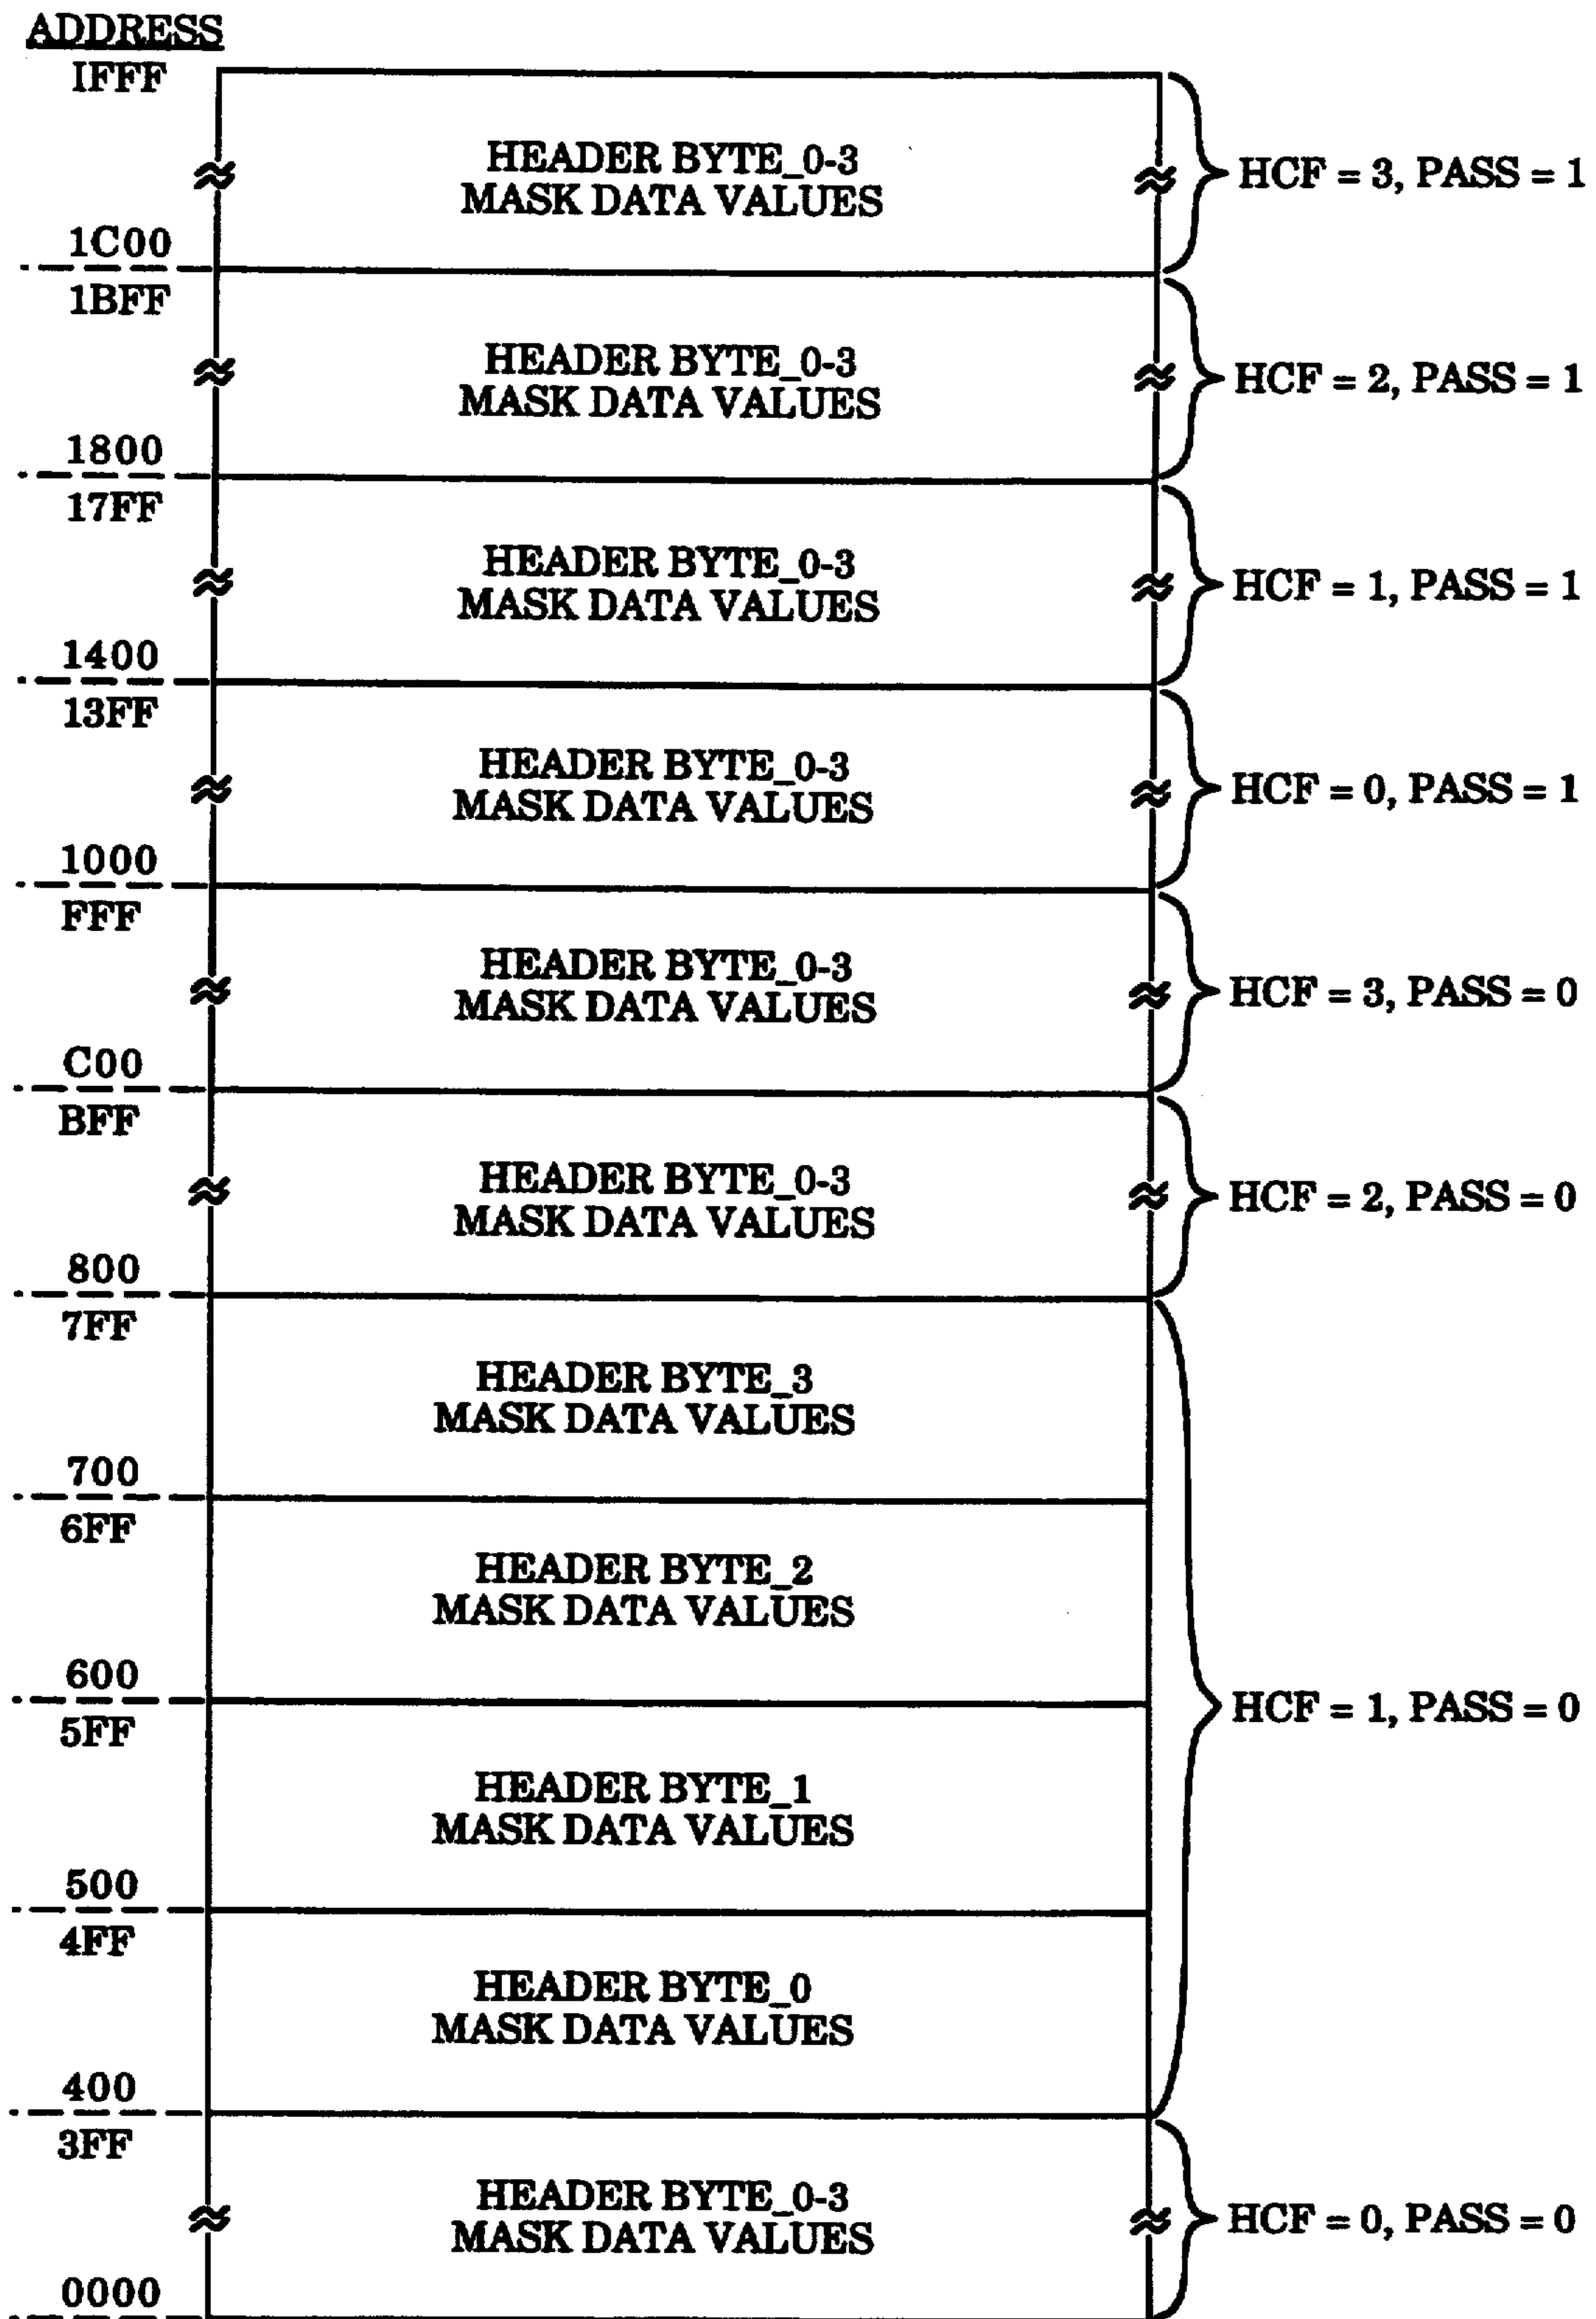 ADDRESS
IFFF
HEADER BYTE_0-3
MASK DATA VALUES
HCF = 3, PASS = 1
1C00
1BFF
HEADER BYTE_0-3
MASK DATA VALUES
HCF = 2, PASS = 1
1800
17FF
HEADER BYTE_0-3
MASK DATA VALUES
HCF = 1, PASS = 1
1400
13FF
HEADER BYTE_0-3
MASK DATA VALUES
HCF = 0, PASS = 1
1000
FFF
HEADER BYTE_0-3
MASK DATA VALUES
HCF = 3, PASS = 0
C00
BFF
HEADER BYTE_0-3
MASK DATA VALUES
HCF = 2, PASS = 0
800
7FF
HEADER BYTE_3
MASK DATA VALUES
700
6FF
HEADER BYTE_2
MASK DATA VALUES
600
5FF
HCF = 1, PASS = 0
HEADER BYTE_1
MASK DATA VALUES
500
4FF
HEADER BYTE_0
MASK DATA VALUES
400
3FF
HEADER BYTE_0-3
MASK DATA VALUES
HCF = 0, PASS = 0
0000